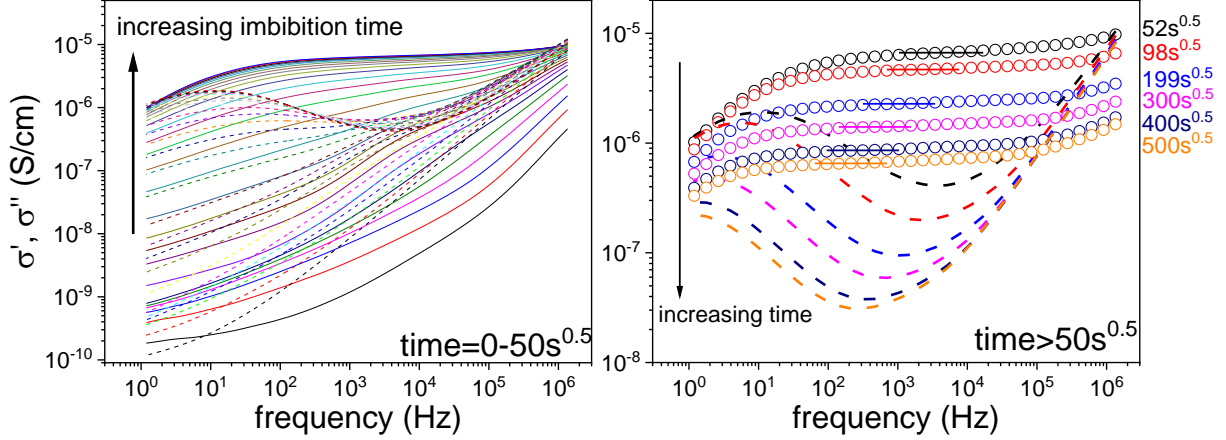 increasing imbibition time
time=0-50s^0.5
10^-5
10^-6
10^-7
10^-8
10^-9
10^-10
σ', σ'' (S/cm)
10^0 10^1 10^2 10^3 10^4 10^5 10^6
frequency (Hz)
10^-5
10^-6
10^-7
10^-8
52s^0.5
98s^0.5
199s^0.5
300s^0.5
400s^0.5
500s^0.5
increasing time
time>50s^0.5
10^-1 10^0 10^1 10^2 10^3 10^4 10^5 10^6
frequency (Hz)